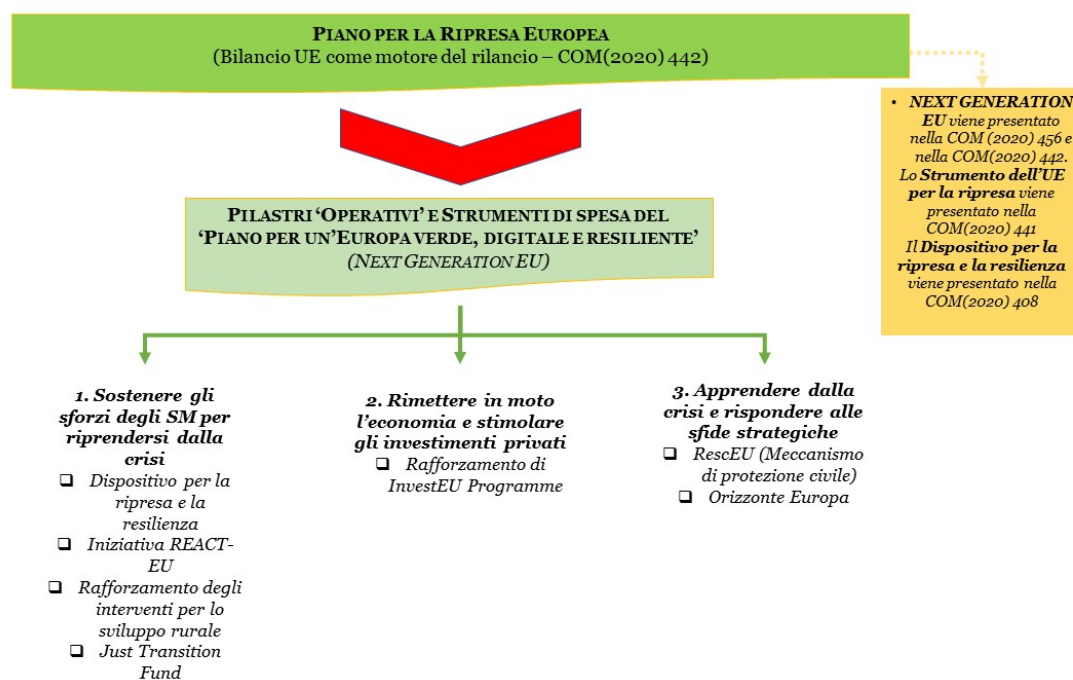 PIANO PER LA RIPRESA EUROPEA
(Bilancio UE come motore del rilancio – COM(2020) 442)
• NEXT GENERATION
EU viene presentato
nella COM (2020) 456 e
nella COM(2020) 442.
Lo Strumento dell'UE
per la ripresa viene
presentato nella
COM(2020) 441
Il Dispositivo per la
ripresa e la resilienza
viene presentato nella
COM(2020) 408
PILASTRI 'OPERATIVI' E STRUMENTI DI SPESA DEL
'PIANO PER UN'EUROPA VERDE, DIGITALE E RESILIENTE'
(NEXT GENERATION EU)
1. Sostenere gli
sforzi degli SM per
riprendersi dalla
crisi
❑ Dispositivo per la
ripresa e la
resilienza
❑ Iniziativa REACT-
EU
❑ Rafforzamento degli
interventi per lo
sviluppo rurale
❑ Just Transition
Fund
2. Rimettere in moto
l'economia e stimolare
gli investimenti privati
❑ Rafforzamento di
InvestEU Programme
3. Apprendere dalla
crisi e rispondere alle
sfide strategiche
❑ RescEU (Meccanismo
di protezione civile)
❑ Orizzonte Europa